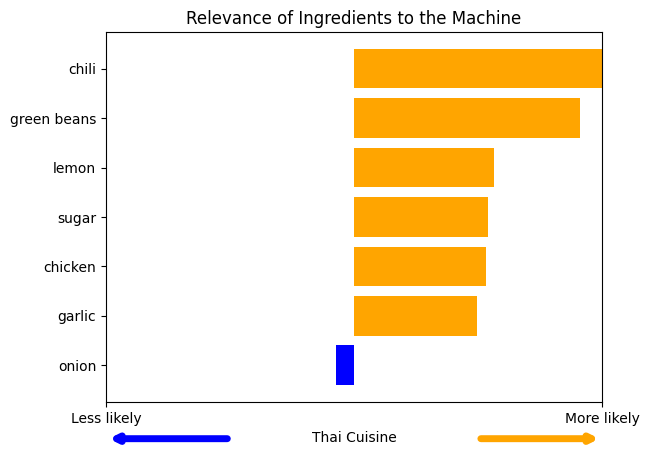 Relevance of Ingredients to the Machine
chili
green beans
lemon
sugar
chicken
garlic
onion
Less likely
More likely
Thai Cuisine